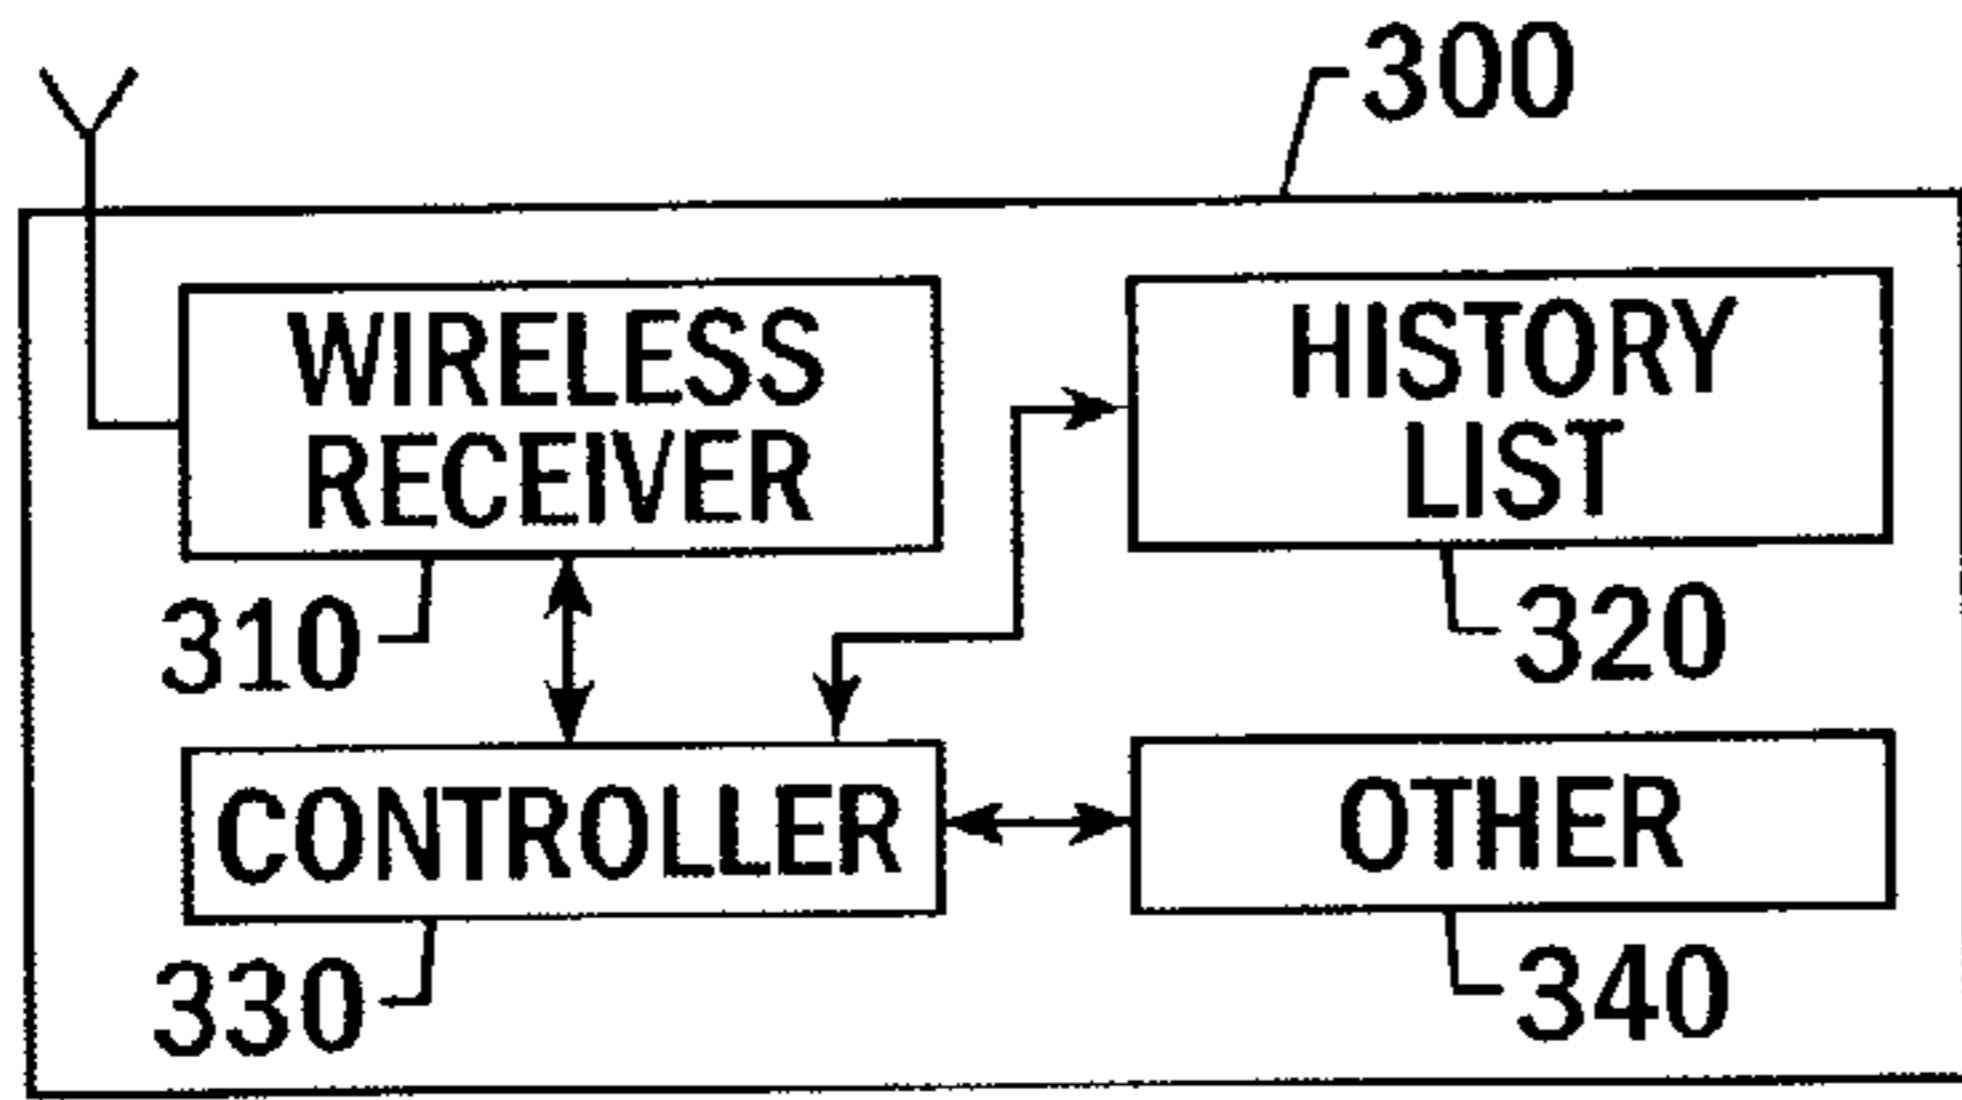 300
WIRELESS
RECEIVER
HISTORY
LIST
310
320
CONTROLLER
OTHER
330
340